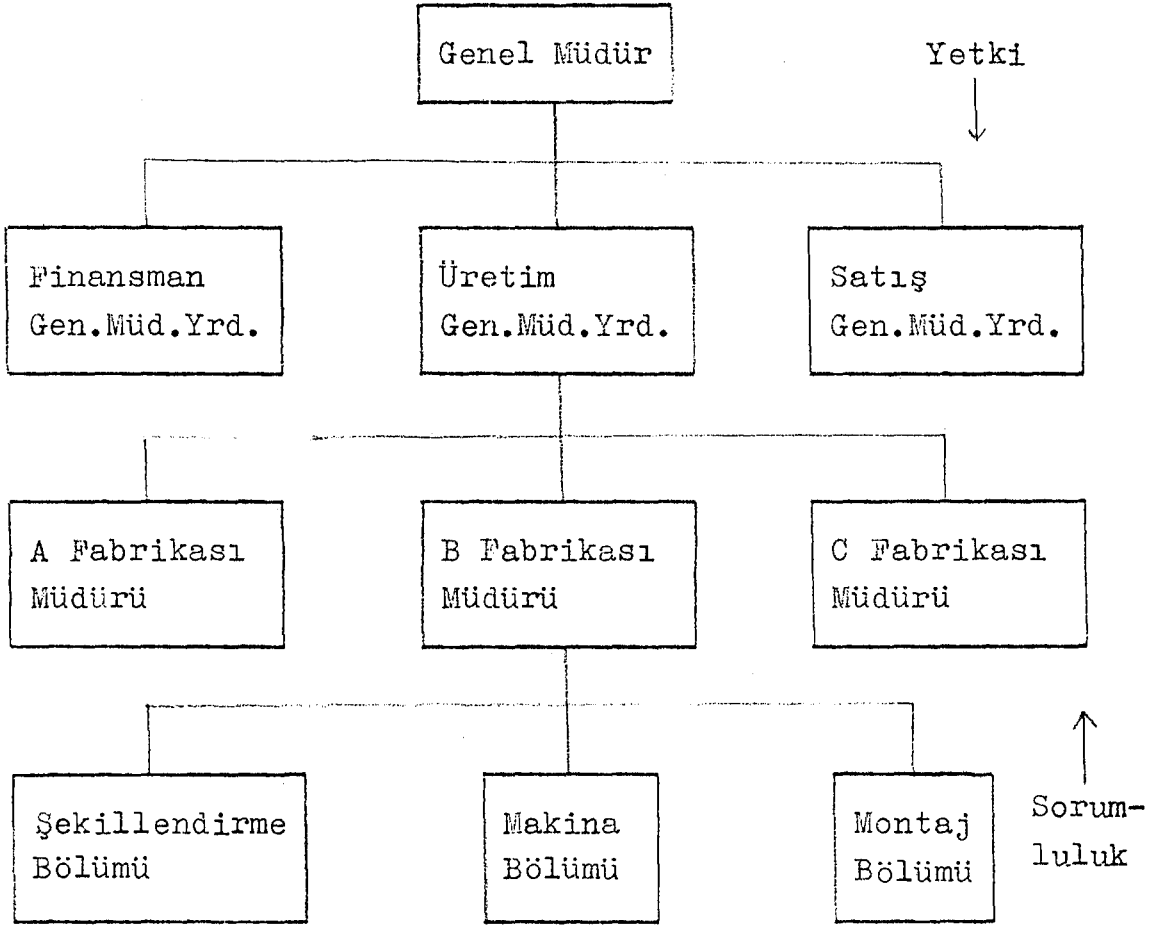 Genel Müdür
Yetki
Finansman
Gen.Müd.Yrd.
Üretim
Gen.Müd.Yrd.
Satış
Gen.Müd.Yrd.
A Fabrikası
Müdürü
B Fabrikası
Müdürü
C Fabrikası
Müdürü
Şekillendirme
Bölümü
Makina
Bölümü
Montaj
Bölümü
Sorum-
luluk